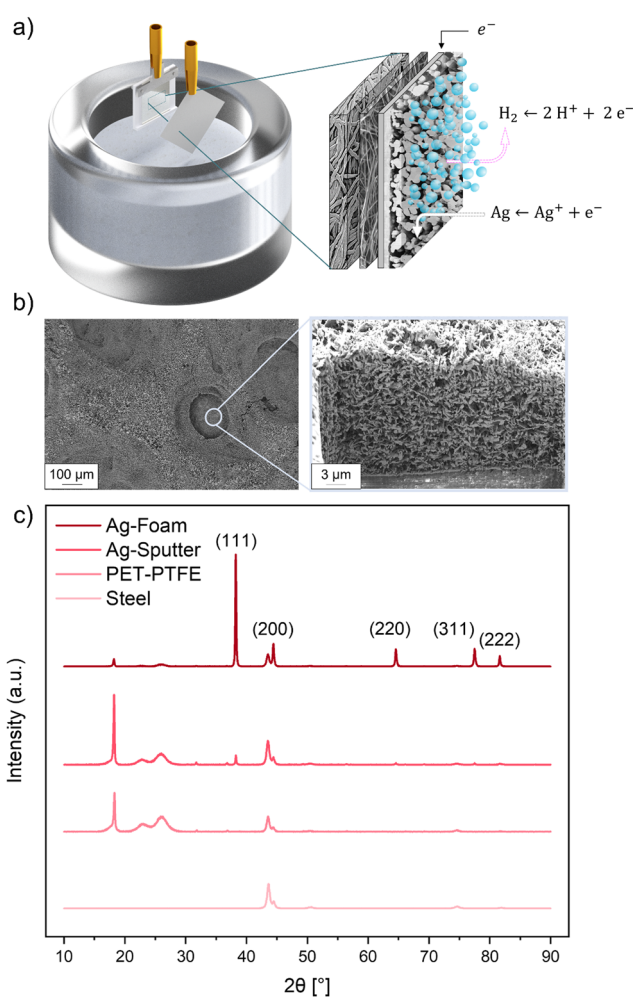 a)
e⁻
H₂ ← 2 H⁺ + 2 e⁻
Ag ← Ag⁺ + e⁻
b)
100 µm
3 µm
c)
Ag-Foam
Ag-Sputter
PET-PTFE
Steel
(111)
(200)
(220)
(311)
(222)
Intensity (a.u.)
10 20 30 40 50 60 70 80 90
2θ [°]